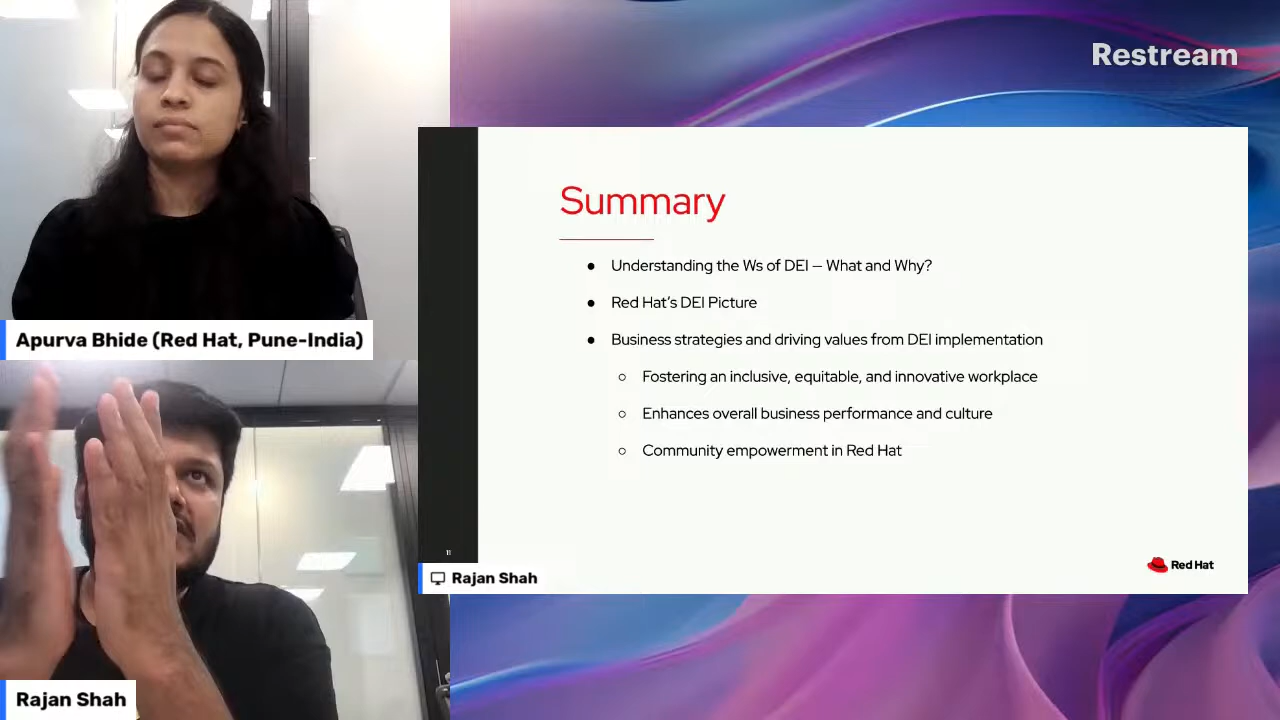 Restream
Apurva Bhide (Red Hat, Pune-India)
Rajan Shah
Summary
● Understanding the Ws of DEI – What and Why?
● Red Hat's DEI Picture
● Business strategies and driving values from DEI implementation
○ Fostering an inclusive, equitable, and innovative workplace
○ Enhances overall business performance and culture
○ Community empowerment in Red Hat
11
Red Hat
Rajan Shah